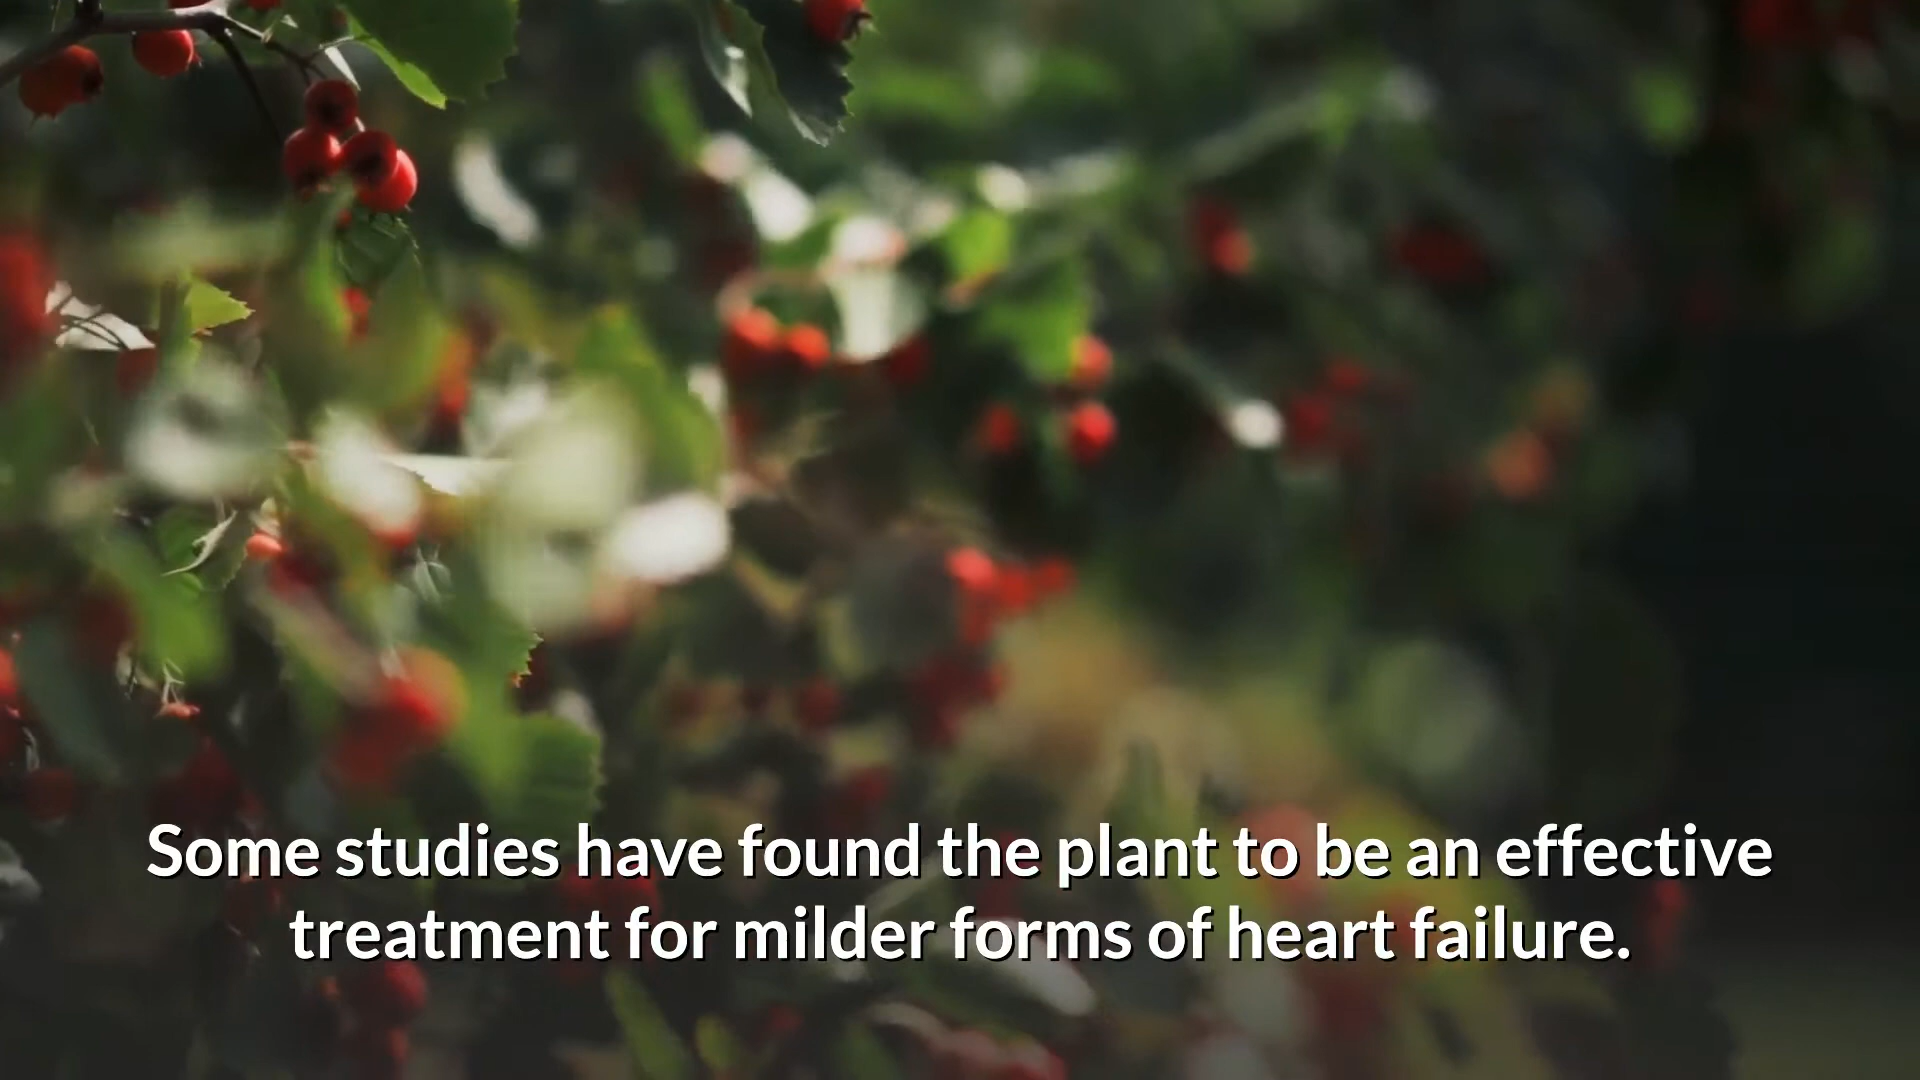 Some studies have found the plant to be an effective
treatment for milder forms of heart failure.